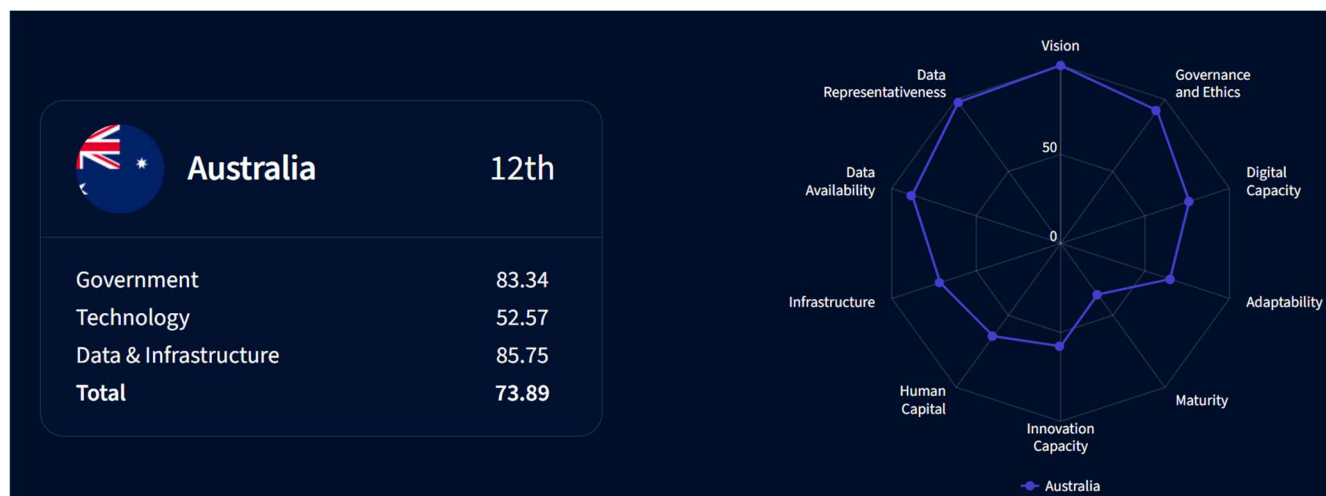 Australia 12th
Government 83.34
Technology 52.57
Data & Infrastructure 85.75
Total 73.89
Vision
Data
Representativeness
Governance
and Ethics
50
Data
Availability
Digital
Capacity
0
Infrastructure
Adaptability
Human
Capital
Maturity
Innovation
Capacity
Australia